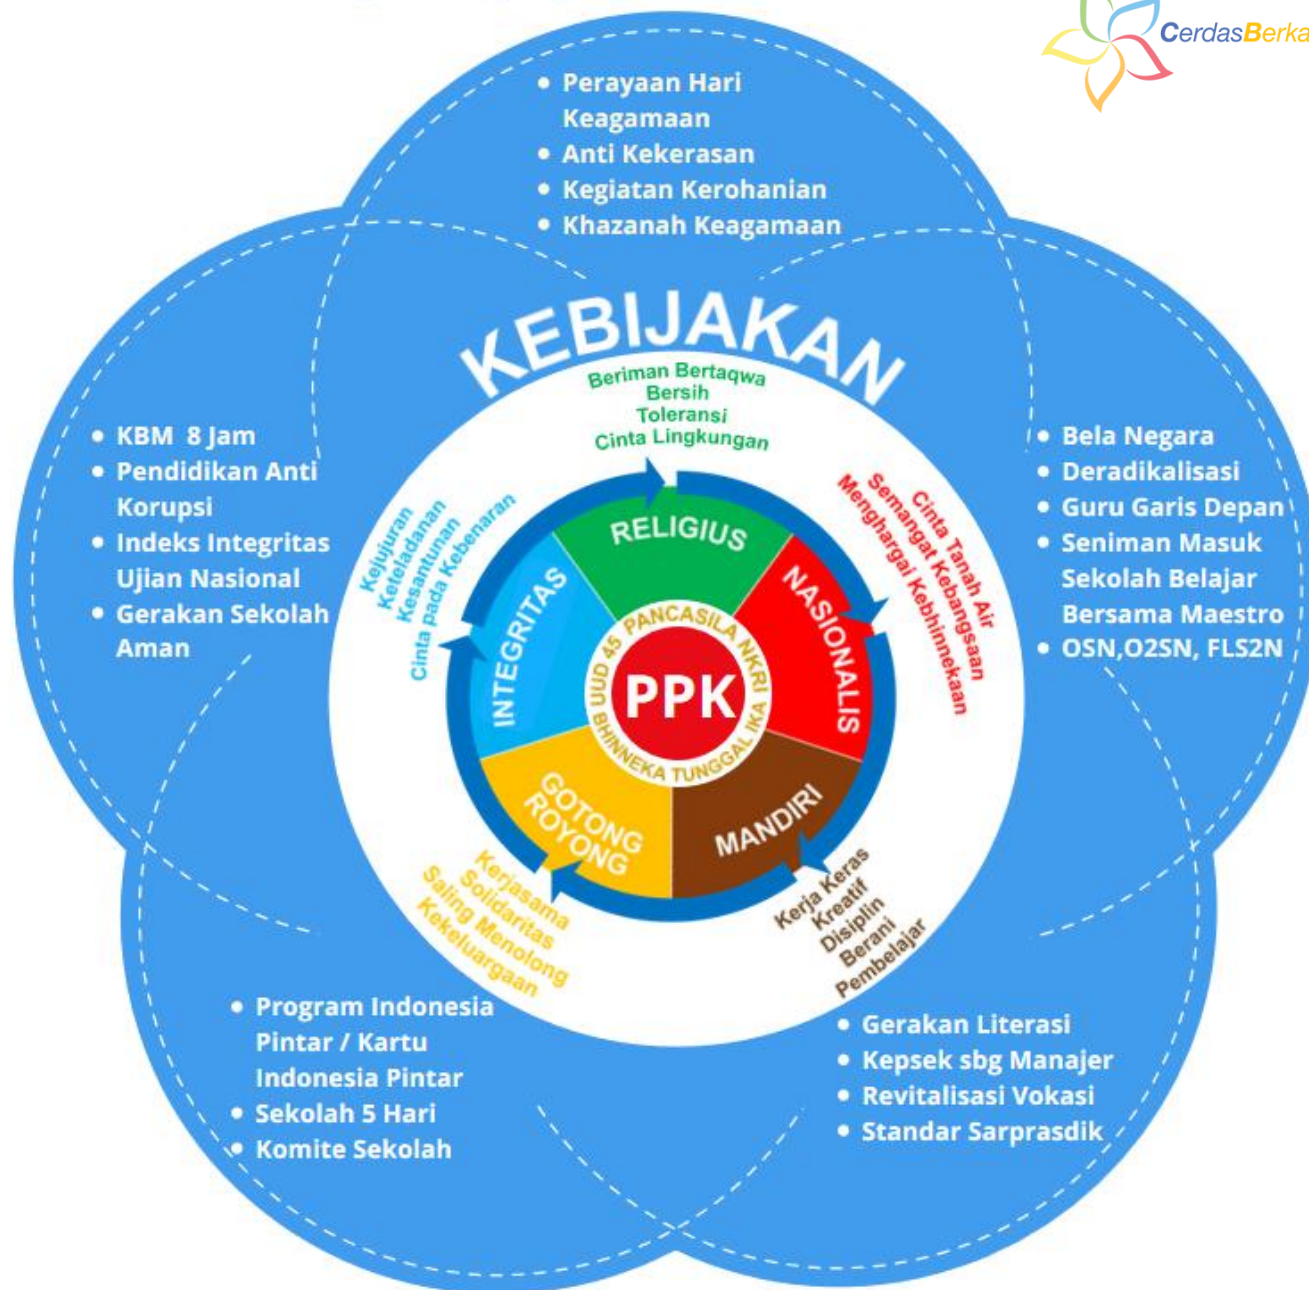 CerdasBerka
Perayaan Hari
Keagamaan
Anti Kekerasan
Kegiatan Kerohanian
Khazanah Keagamaan
KEBIJAKAN
Beriman Bertaqwa
Bersih
Toleransi
Cinta Lingkungan
KBM 8 Jam
Pendidikan Anti
Korupsi
Indeks Integritas
Ujian Nasional
Gerakan Sekolah
Aman
Kejujuran
Keteladanan
Kesantunan
Cinta pada Kebenaran
RELIGIUS
NASIONALIS
MANDIRI
GOTONG
ROYONG
INTEGRITAS
PANCASILA NKRI
UUD 45
BHINNEKA TUNGGAL IKA
PPK
Cinta Tanah Air
Semangat Kebangsaan
Menghargai Kebhinnekaan
Bela Negara
Deradikalisasi
Guru Garis Depan
Seniman Masuk
Sekolah Belajar
Bersama Maestro
OSN,O2SN, FLS2N
Kerjasama
Solidaritas
Saling Menolong
Kekeluargaan
Kerja Keras
Kreatif
Disiplin
Berani
Pembelajar
Program Indonesia
Pintar / Kartu
Indonesia Pintar
Sekolah 5 Hari
Komite Sekolah
Gerakan Literasi
Kepsek sbg Manajer
Revitalisasi Vokasi
Standar Sarprasdik